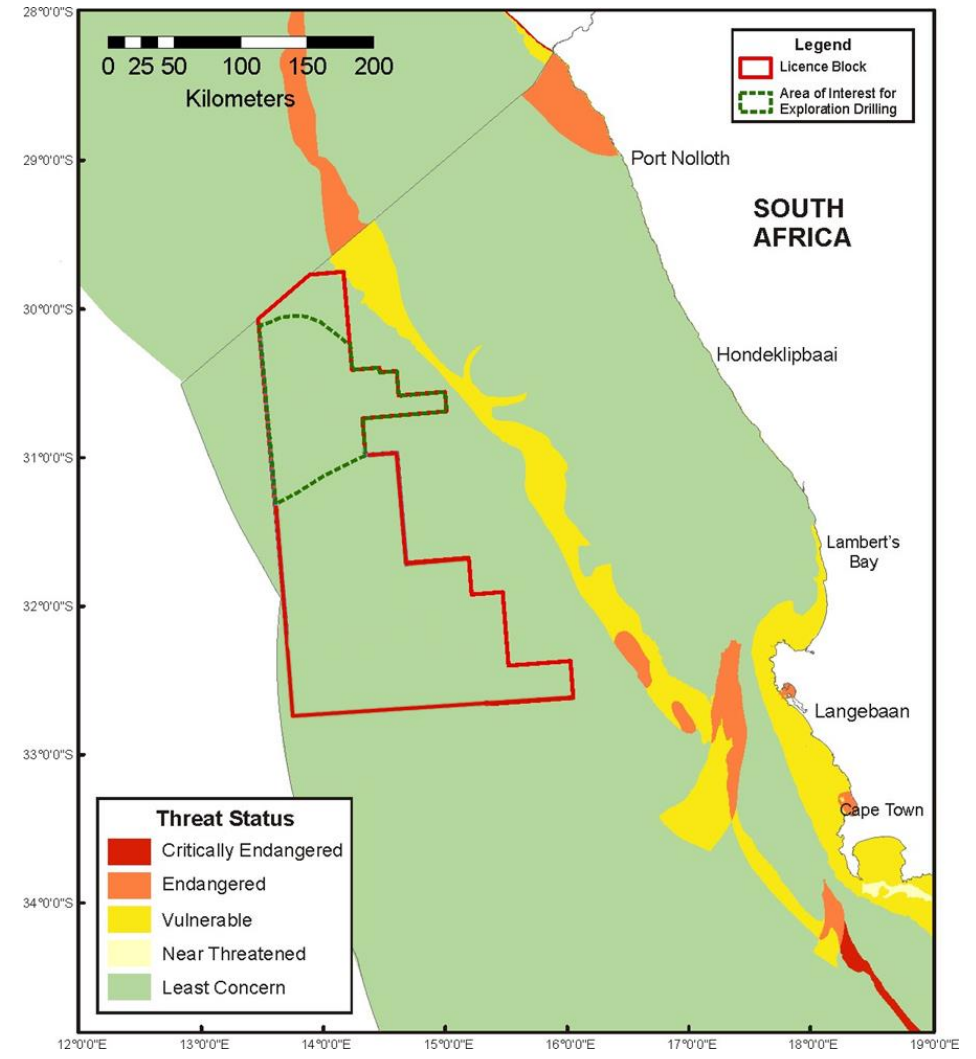 28°0'0"S
0 25 50 100 150 200
Kilometers
Legend
Licence Block
Area of Interest for
Exploration Drilling
29°0'0"S
Port Nolloth
SOUTH
AFRICA
30°0'0"S
Hondeklipbaai
31°0'0"S
Lambert's
Bay
32°0'0"S
Langebaan
33°0'0"S
Cape Town
Threat Status
Critically Endangered
Endangered
Vulnerable
Near Threatened
Least Concern
34°0'0"S
12°0'0"E 13°0'0"E 14°0'0"E 15°0'0"E 16°0'0"E 17°0'0"E 18°0'0"E 19°0'0"E